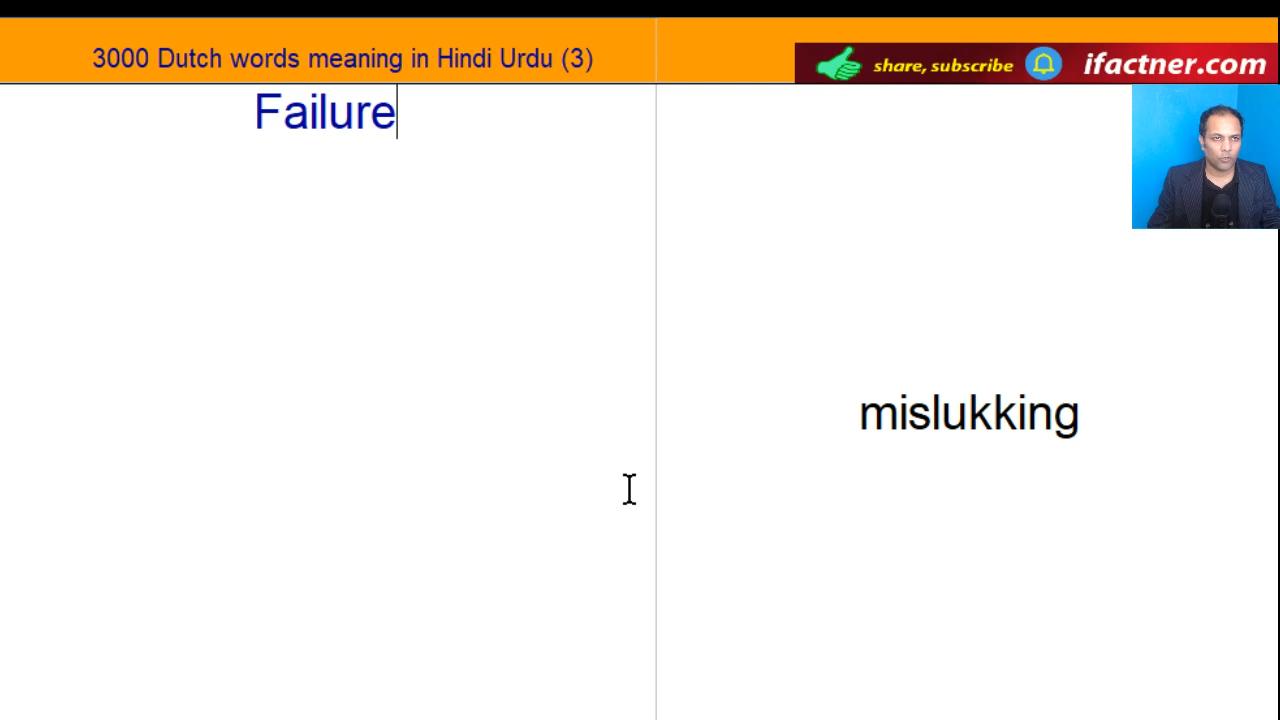 3000 Dutch words meaning in Hindi Urdu (3)
share, subscribe
ifactner.com
Failure
mislukking